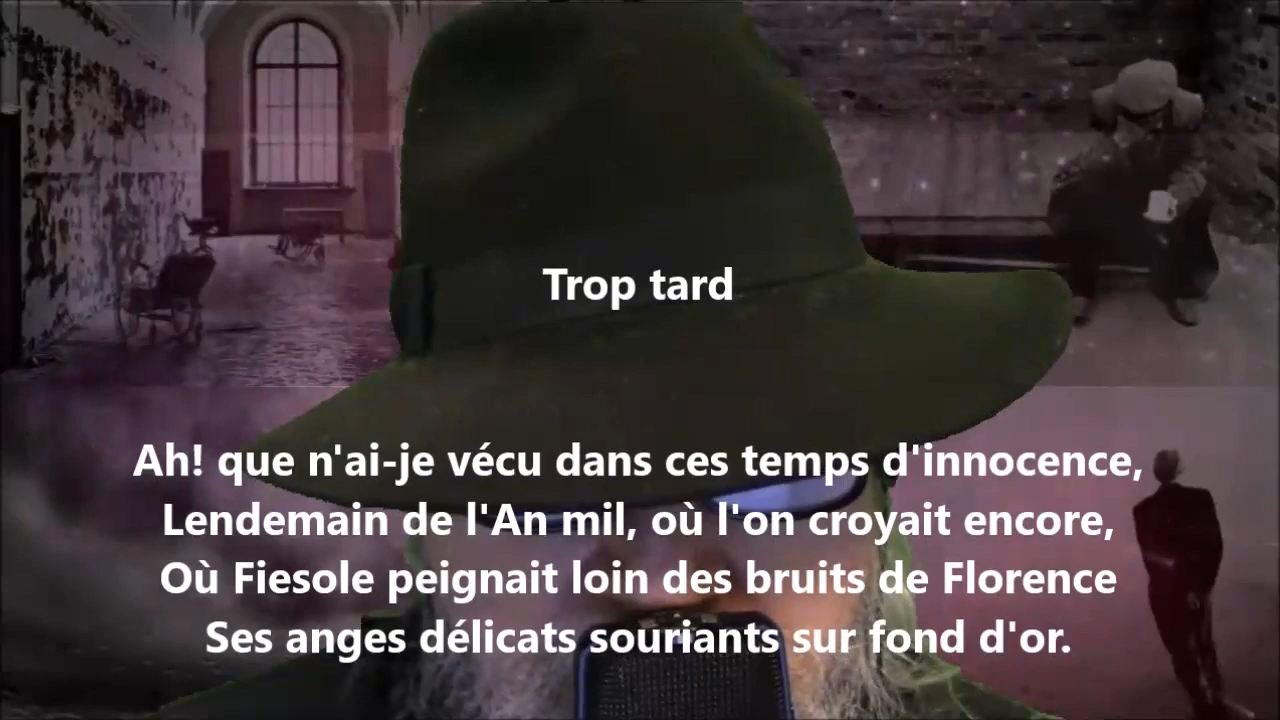 Trop tard
Ah! que n'ai-je vécu dans ces temps d'innocence,
Lendemain de l'An mil, où l'on croyait encore,
Où Fiesole peignait loin des bruits de Florence
Ses anges délicats souriants sur fond d'or.